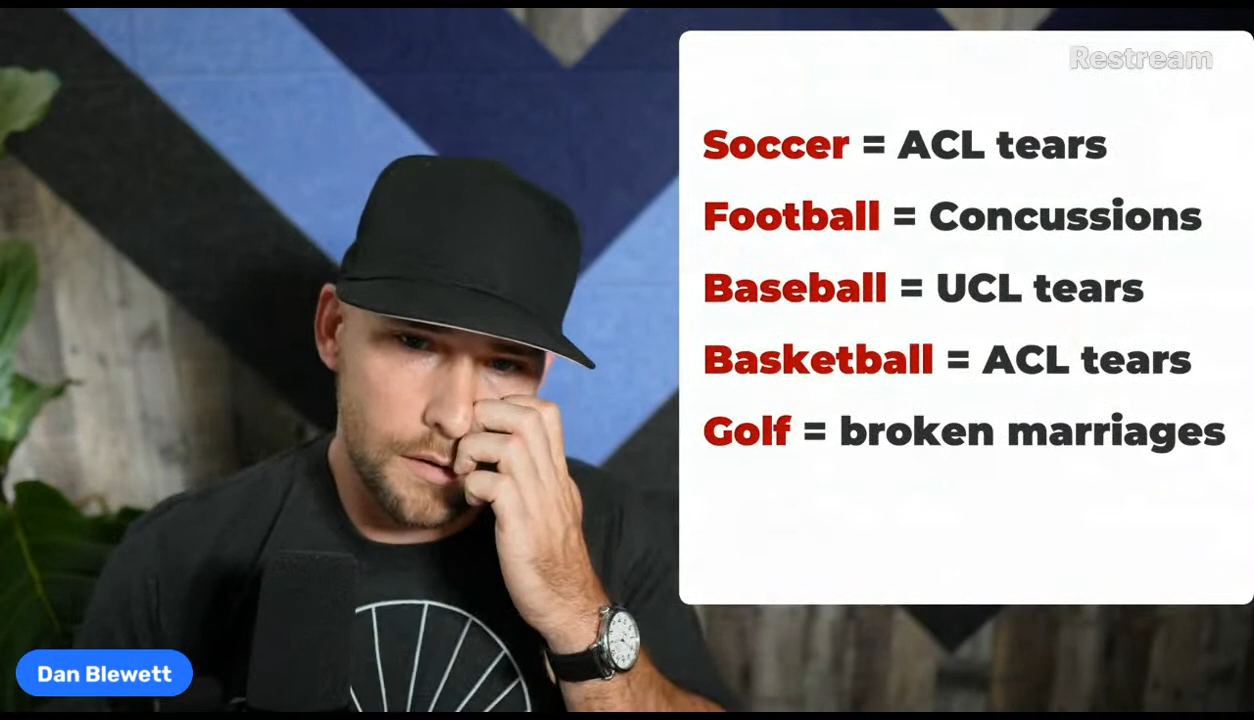 Restream
Soccer = ACL tears
Football = Concussions
Baseball = UCL tears
Basketball = ACL tears
Golf = broken marriages
Dan Blewett